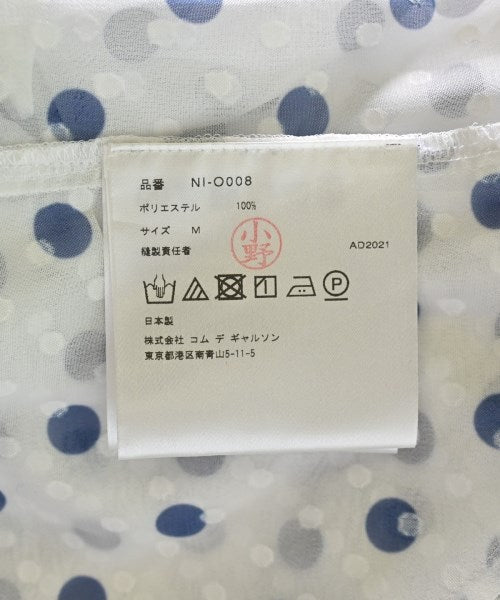 品番 NI-O008
ポリエステル 100%
サイズ M
縫製責任者 小野 AD2021
P
日本製
株式会社 コム デ ギャルソン
東京都港区南青山5-11-5